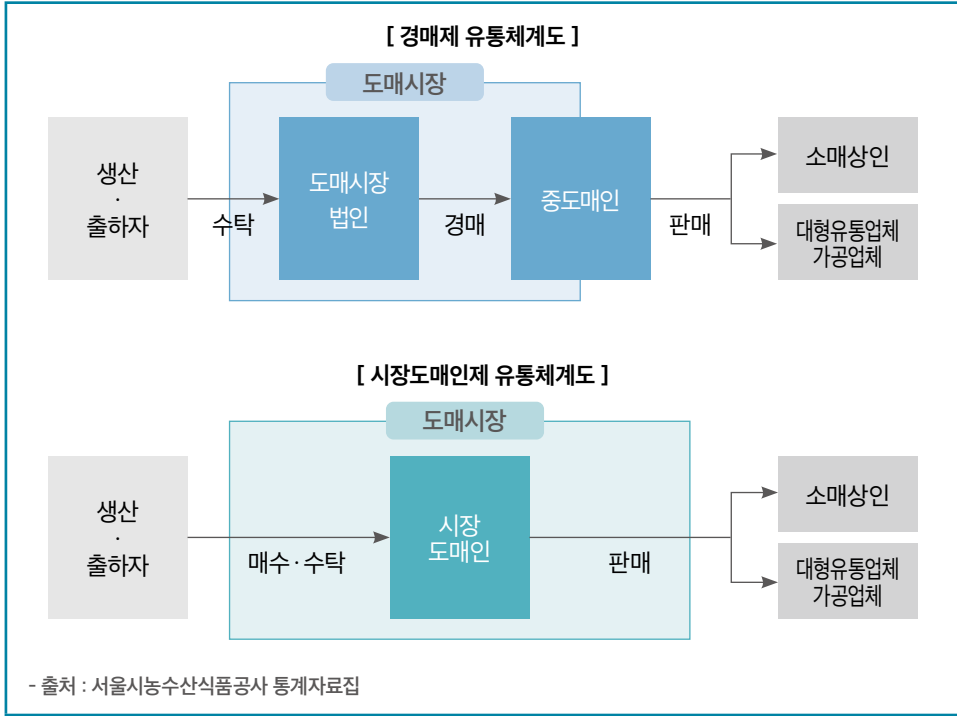 [ 경매제 유통체계도 ]
도매시장
생산
·
출하자
수탁
도매시장
법인
경매
중도매인
판매
소매상인
대형유통업체
가공업체
[ 시장도매인제 유통체계도 ]
도매시장
생산
·
출하자
매수 · 수탁
시장
도매인
판매
소매상인
대형유통업체
가공업체
- 출처 : 서울시농수산식품공사 통계자료집